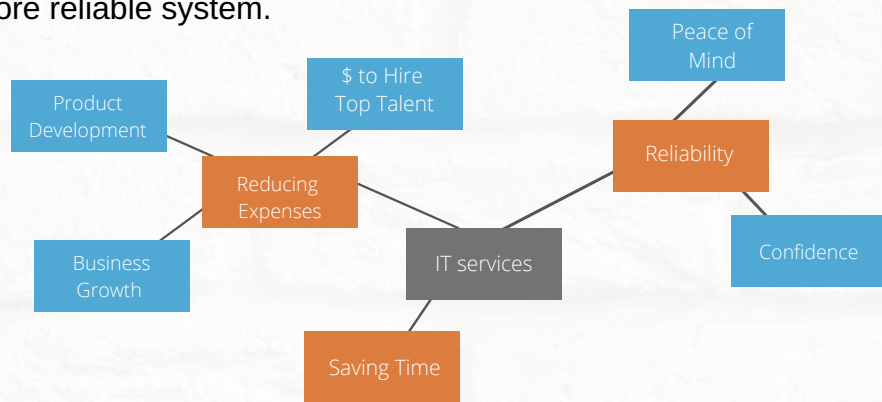 ore reliable system.
Peace of
Mind
$ to Hire
Top Talent
Product
Development
Reliability
Reducing
Expenses
Confidence
IT services
Business
Growth
Saving Time